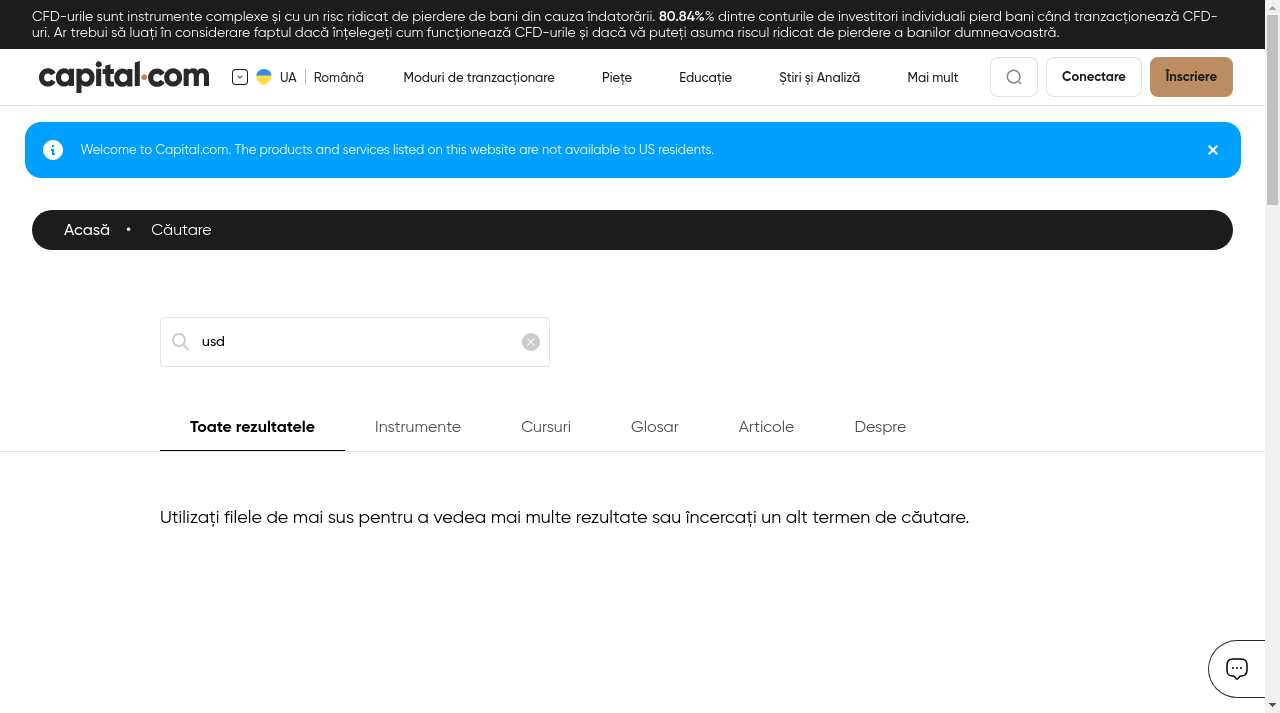 CFD-urile sunt instrumente complexe și cu un risc ridicat de pierdere de bani din cauza îndatorării. 80.84%% dintre conturile de investitori individuali pierd bani când tranzacționează CFD-
uri. Ar trebui să luați în considerare faptul dacă înțelegeți cum funcționează CFD-urile și dacă vă puteți asuma riscul ridicat de pierdere a banilor dumneavoastră.
capital.com UA Română Moduri de tranzacționare Piețe Educație Știri și Analiză Mai mult Conectare Înscriere
Welcome to Capital.com. The products and services listed on this website are not available to US residents.
Acasă • Căutare
usd
Toate rezultatele Instrumente Cursuri Glosar Articole Despre
Utilizați filele de mai sus pentru a vedea mai multe rezultate sau încercați un alt termen de căutare.